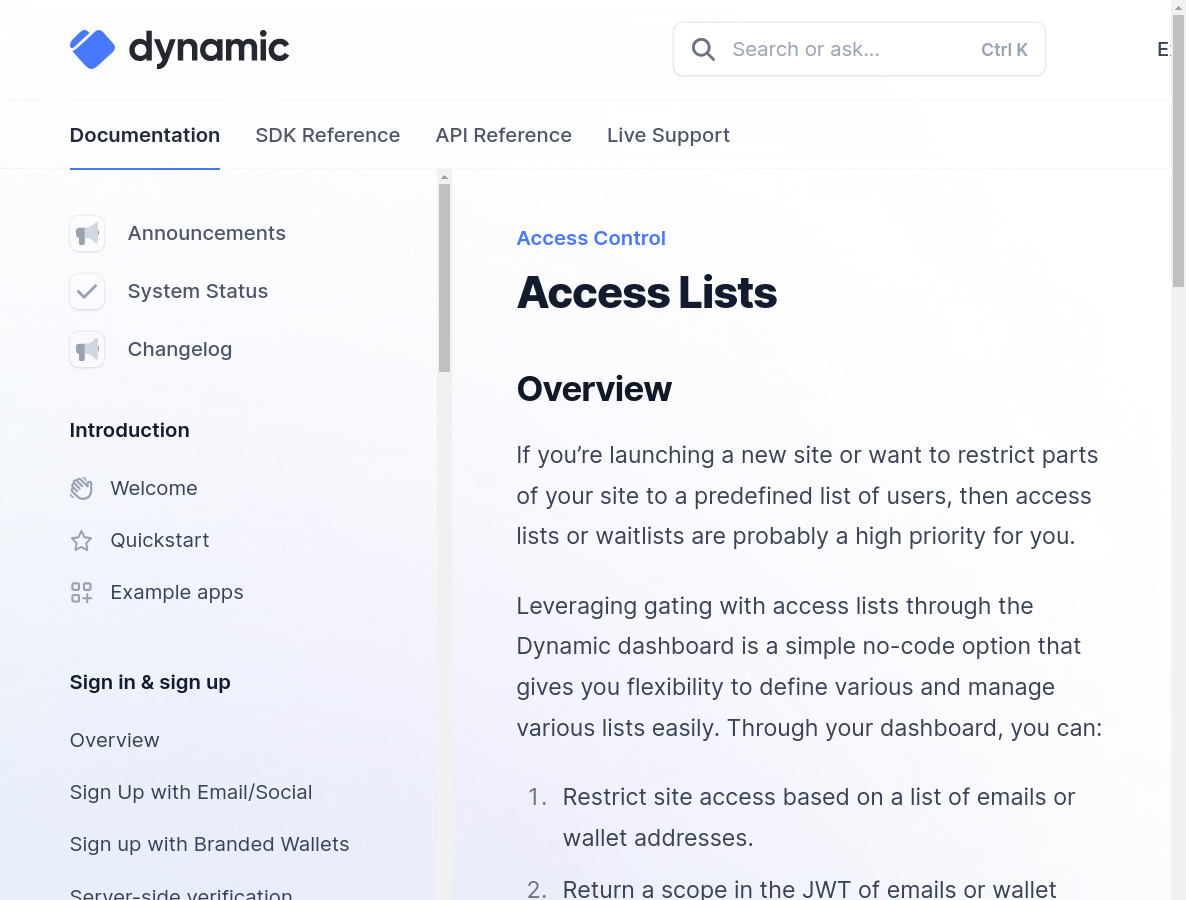 dynamic
Search or ask...
Ctrl K
Documentation
SDK Reference
API Reference
Live Support
Announcements
System Status
Changelog
Introduction
Welcome
Quickstart
Example apps
Sign in & sign up
Overview
Sign Up with Email/Social
Sign up with Branded Wallets
Server-side verification
Access Control
Access Lists
Overview
If you’re launching a new site or want to restrict parts
of your site to a predefined list of users, then access
lists or waitlists are probably a high priority for you.
Leveraging gating with access lists through the
Dynamic dashboard is a simple no-code option that
gives you flexibility to define various and manage
various lists easily. Through your dashboard, you can:
1. Restrict site access based on a list of emails or
wallet addresses.
2. Return a scope in the JWT of emails or wallet